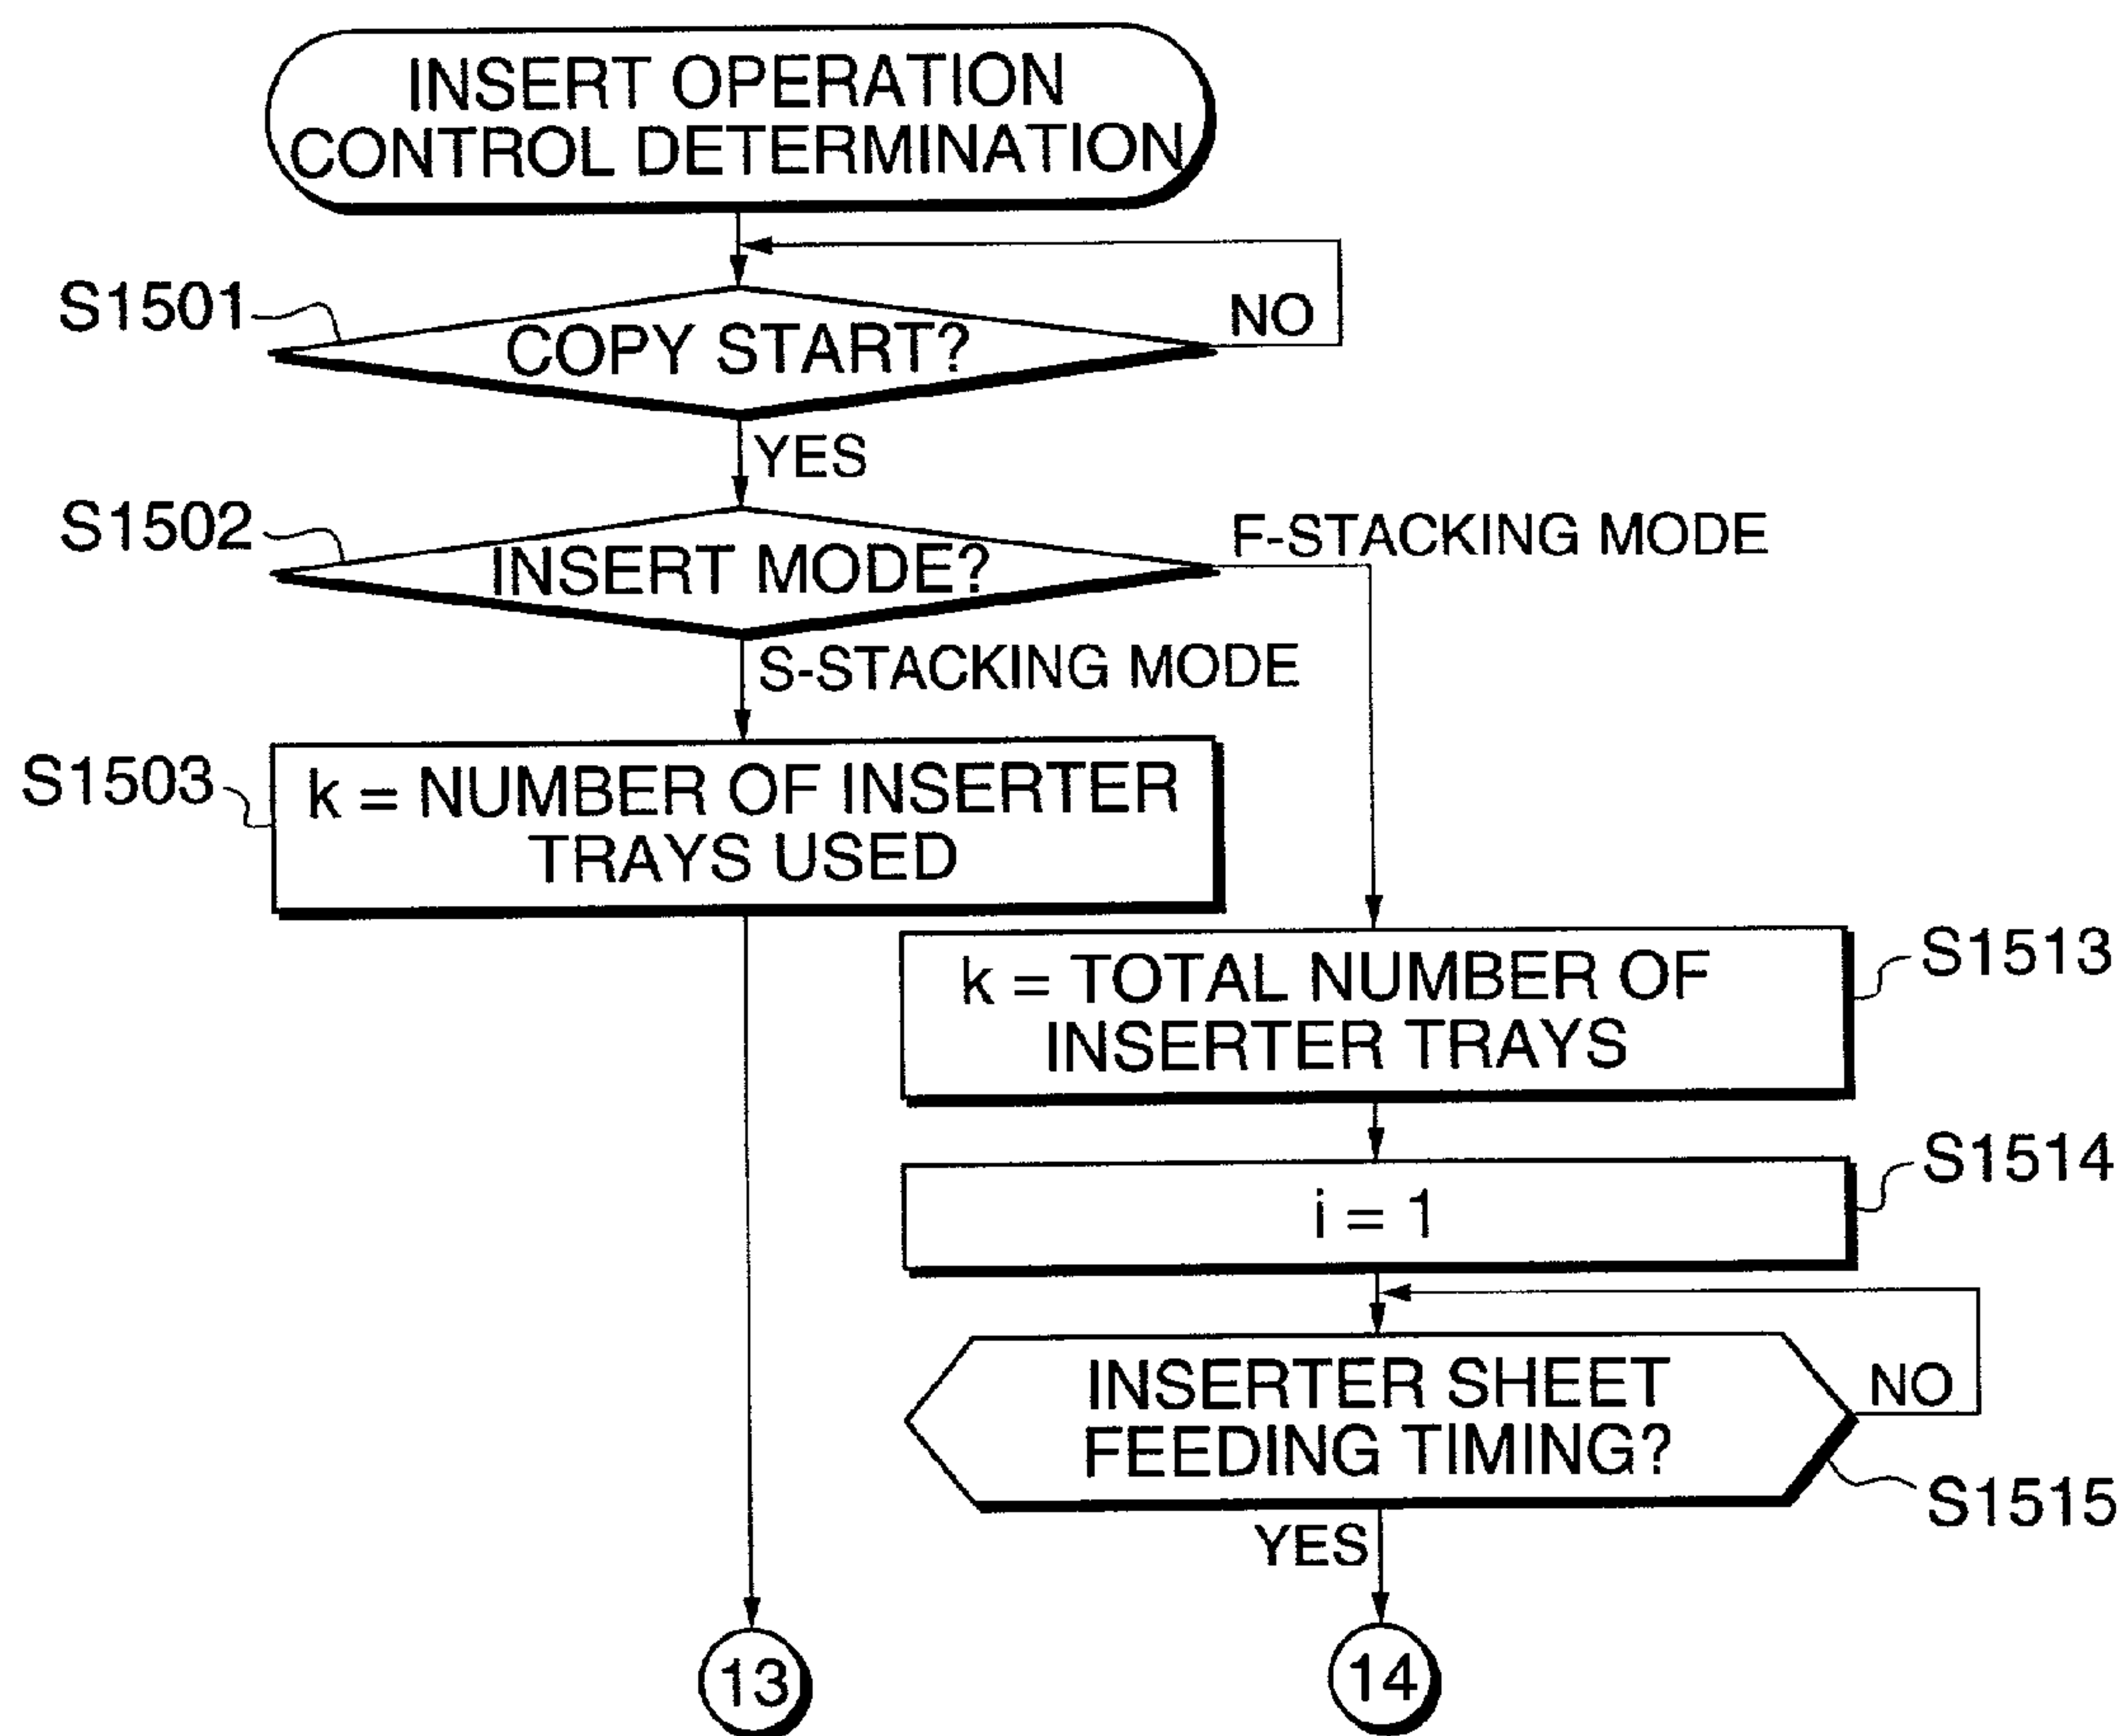 INSERT OPERATION
CONTROL DETERMINATION
S1501
COPY START?
NO
YES
S1502
INSERT MODE?
F-STACKING MODE
S-STACKING MODE
S1503
k = NUMBER OF INSERTER
TRAYS USED
S1513
k = TOTAL NUMBER OF
INSERTER TRAYS
S1514
i = 1
INSERTER SHEET
FEEDING TIMING?
NO
S1515
YES
13
14